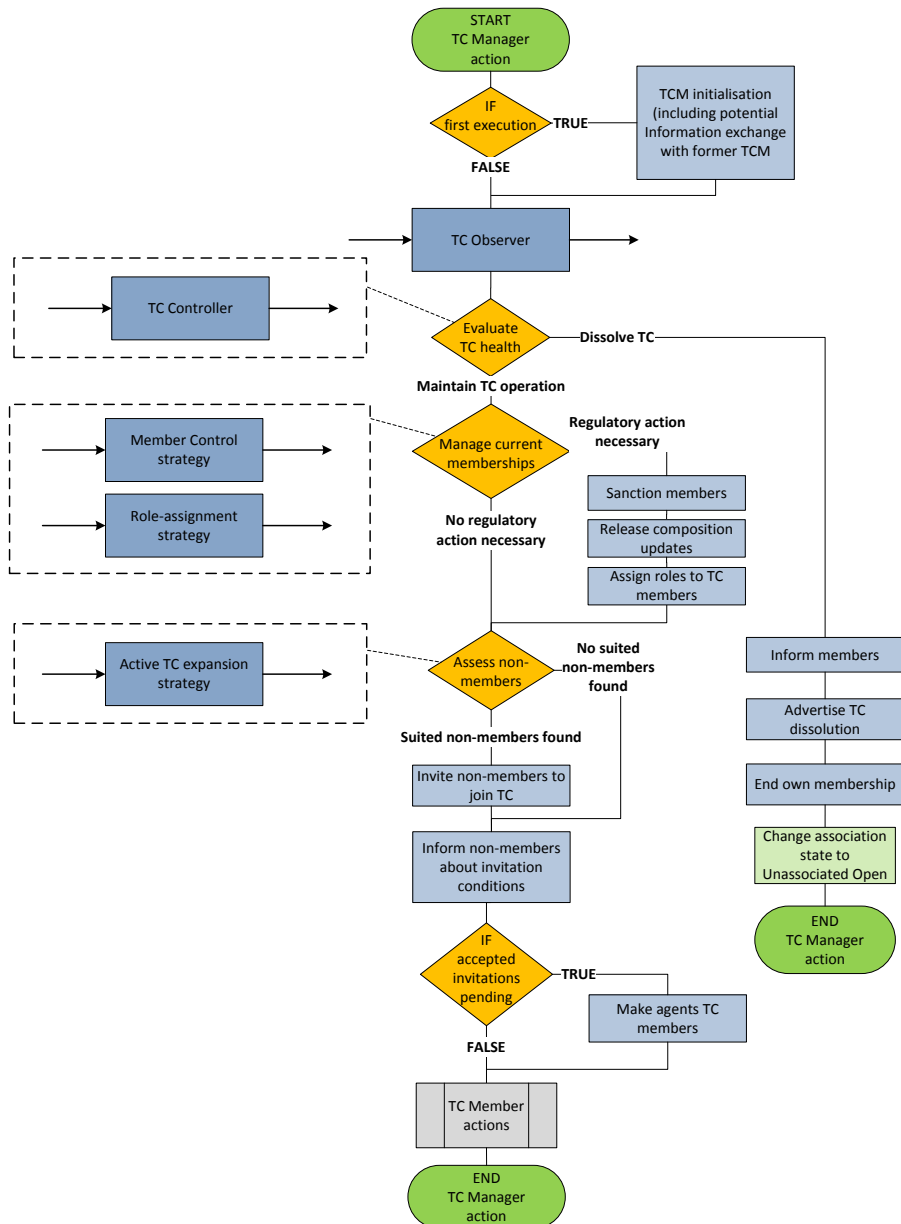 START
TC Manager
action
IF
first execution
TRUE
TCM initialisation
(including potential
Information exchange
with former TCM
FALSE
TC Observer
TC Controller
Evaluate
TC health
Dissolve TC
Maintain TC operation
Member Control
strategy
Role-assignment
strategy
Manage current
memberships
Regulatory action
necessary
Sanction members
Release composition
updates
Assign roles to TC
members
No regulatory
action necessary
Active TC expansion
strategy
Assess non-
members
No suited
non-members
found
Suited non-members found
Invite non-members to
join TC
Inform non-members
about invitation
conditions
Inform members
Advertise TC
dissolution
End own membership
Change association
state to
Unassociated Open
END
TC Manager
action
IF
accepted
invitations
pending
TRUE
Make agents TC
members
FALSE
TC Member
actions
END
TC Manager
action